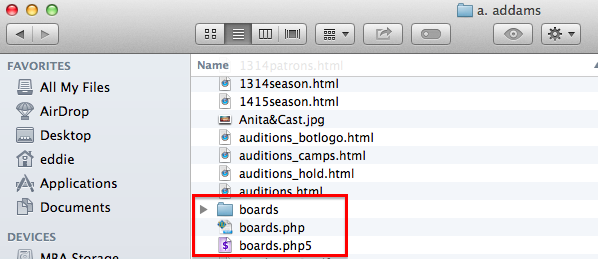 a. addams
FAVORITES
All My Files
AirDrop
Desktop
eddie
Applications
Documents
DEVICES
MBA Storage
Name
1314patrons.html
1314season.html
1415season.html
Anita&Cast.jpg
auditions_botlogo.html
auditions_camps.html
auditions_hold.html
auditions.html
boards
boards.php
boards.php5